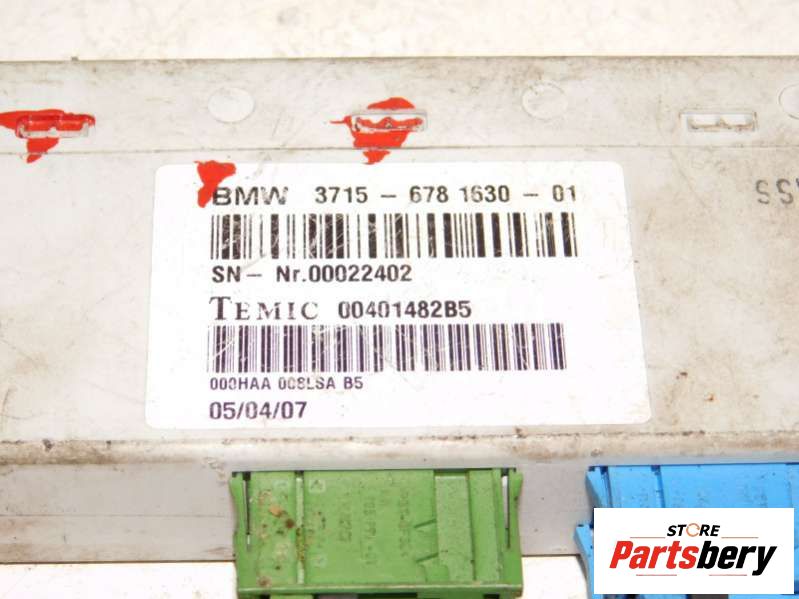 BMW 3715 - 678 1630 - 01
SN- Nr.00022402
TEMIC 00401482B5
000HAA 008LSA B5
05/04/07
STORE
Partsbery